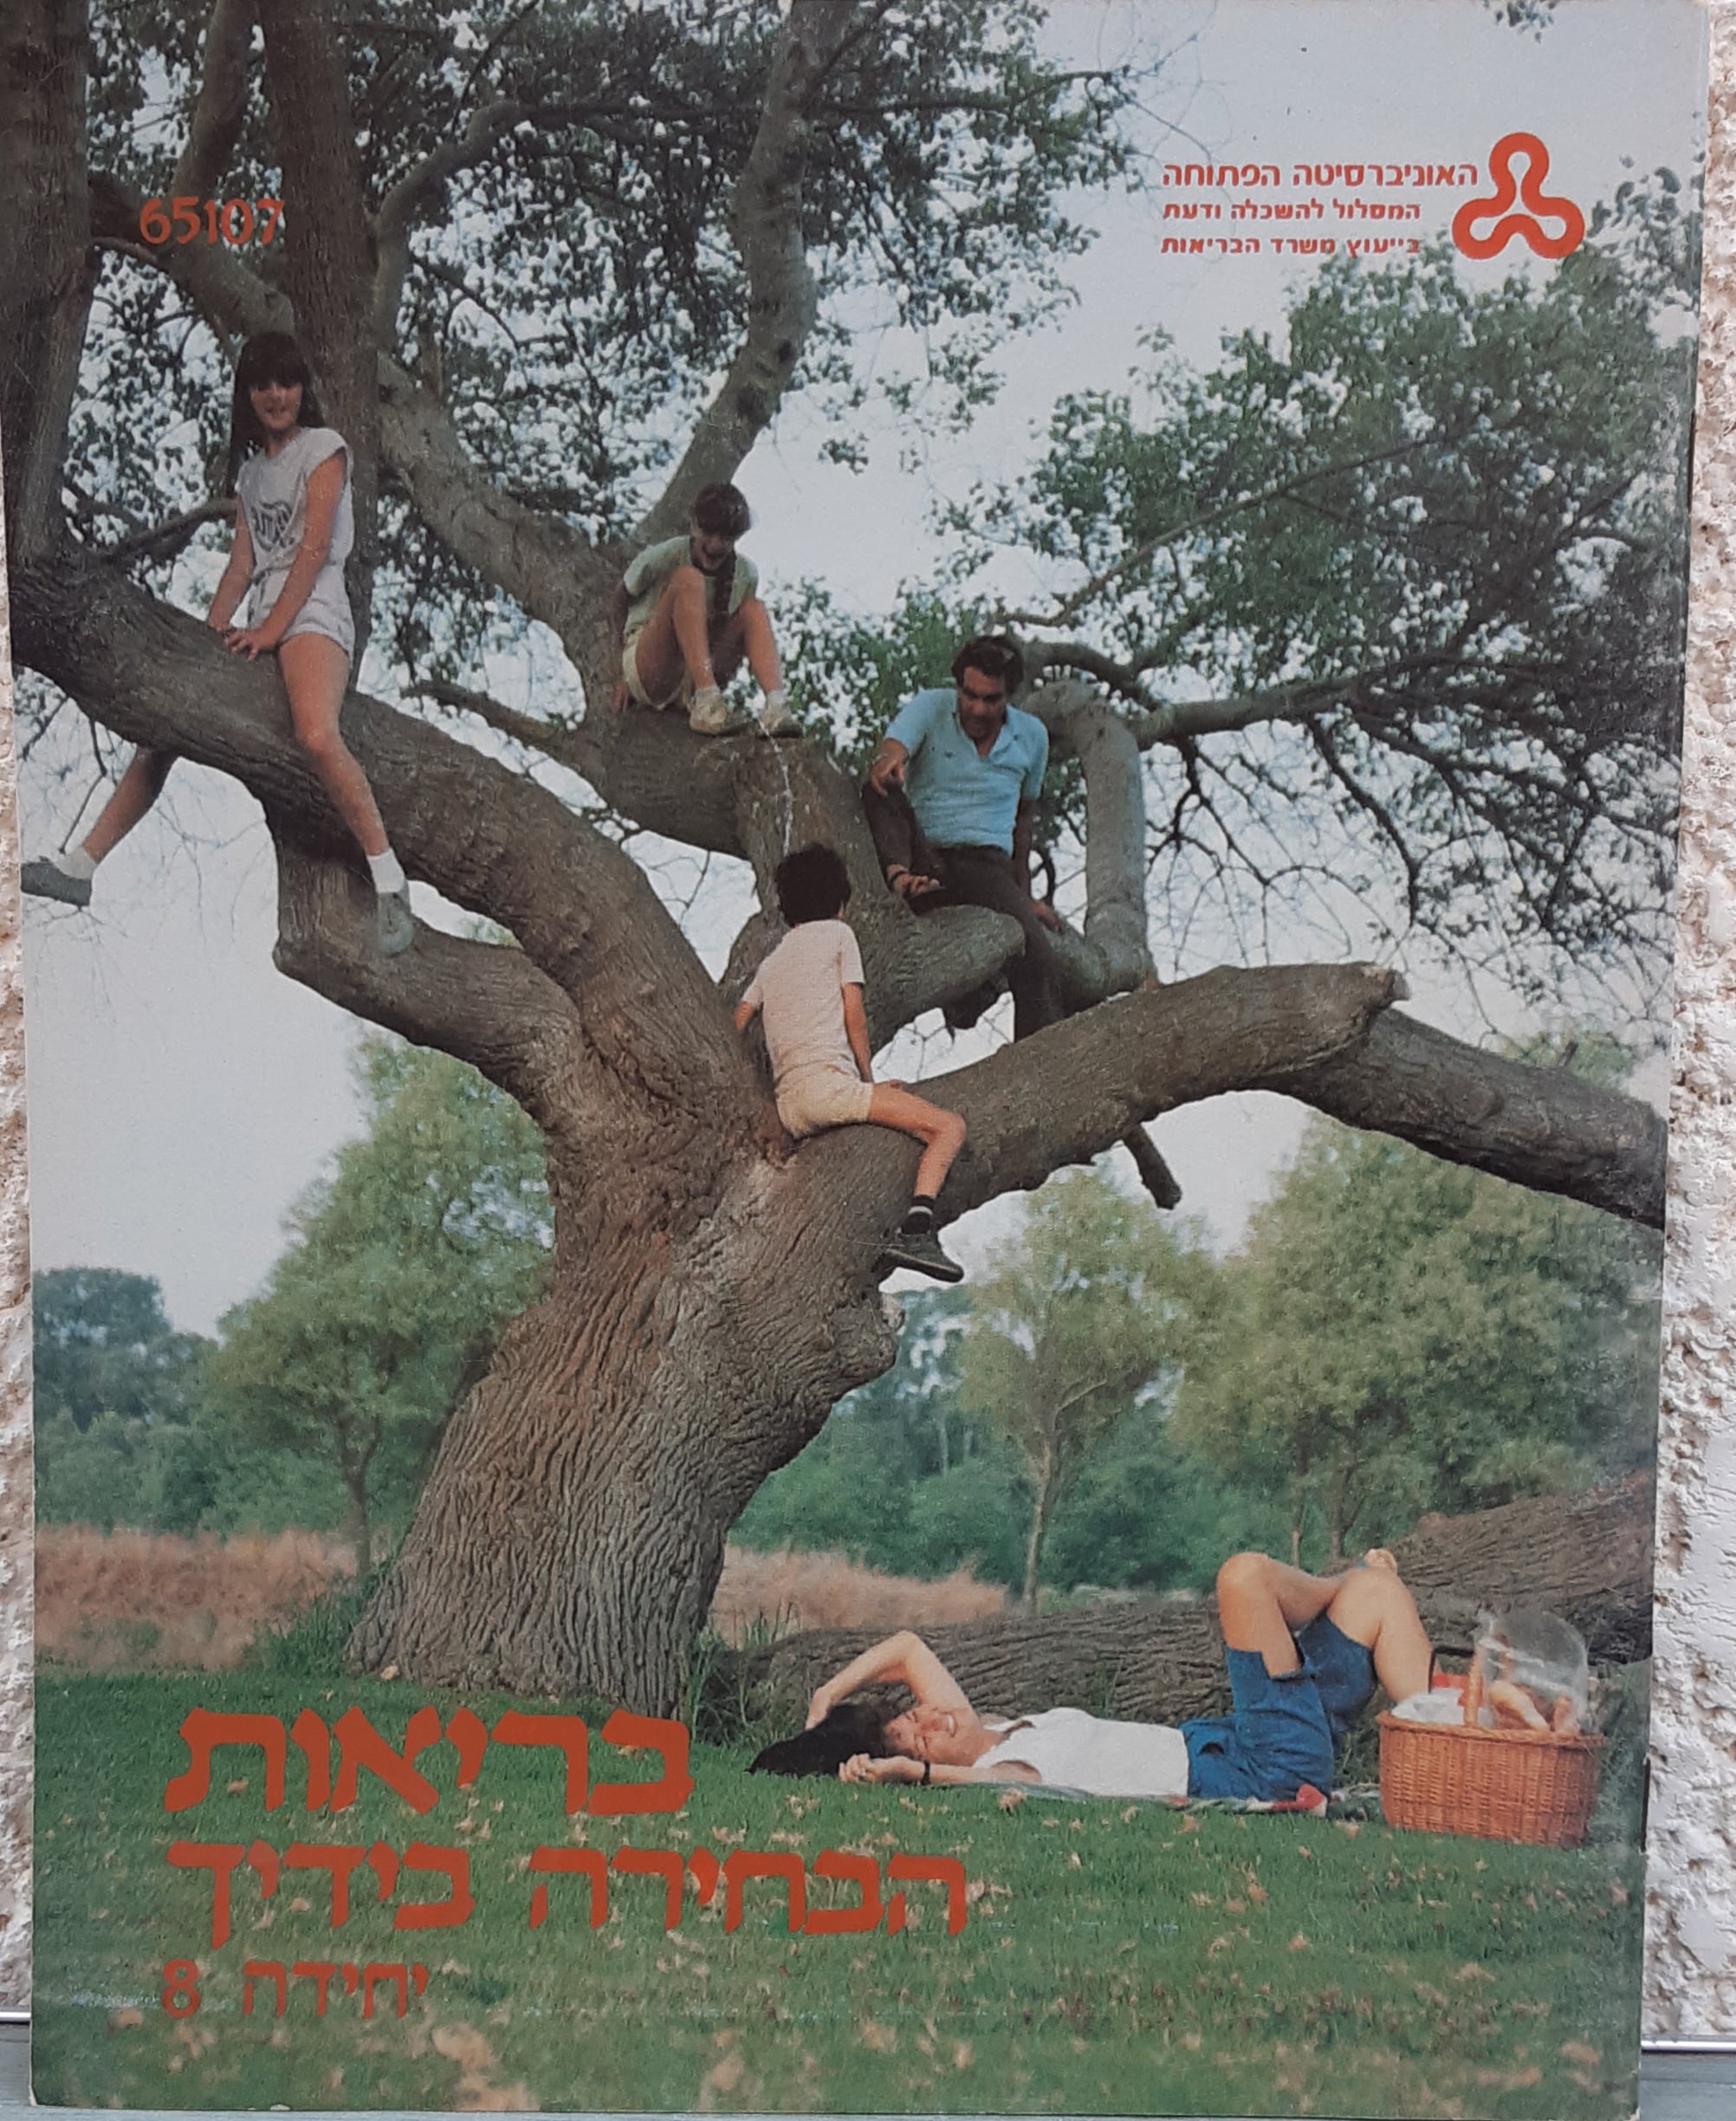 האוניברסיטה הפתוחה
המסלול להשכלה ודעת
בייעוץ משרד הבריאות
65107
בריאות
הבחירה בידיך
יחידה 8